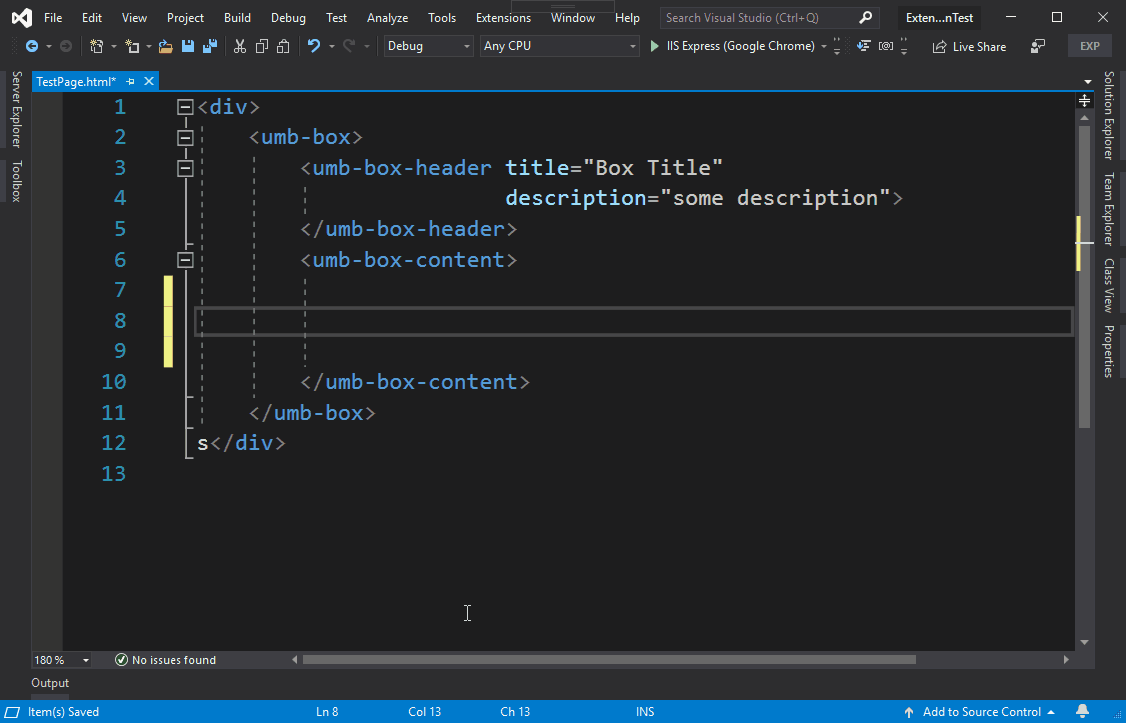 File Edit View Project Build Debug Test Analyze Tools Extensions Window Help Search Visual Studio (Ctrl+Q) Exten...nTest
Debug Any CPU IIS Express (Google Chrome) Live Share EXP
TestPage.html*
Server Explorer
Toolbox
1 <div>
2 <umb-box>
3 <umb-box-header title="Box Title"
4 description="some description">
5 </umb-box-header>
6 <umb-box-content>
7
8
9
10 </umb-box-content>
11 </umb-box>
12 s</div>
13
Solution Explorer
Team Explorer
Class View
Properties
180 % No issues found
Output
Item(s) Saved Ln 8 Col 13 Ch 13 INS Add to Source Control